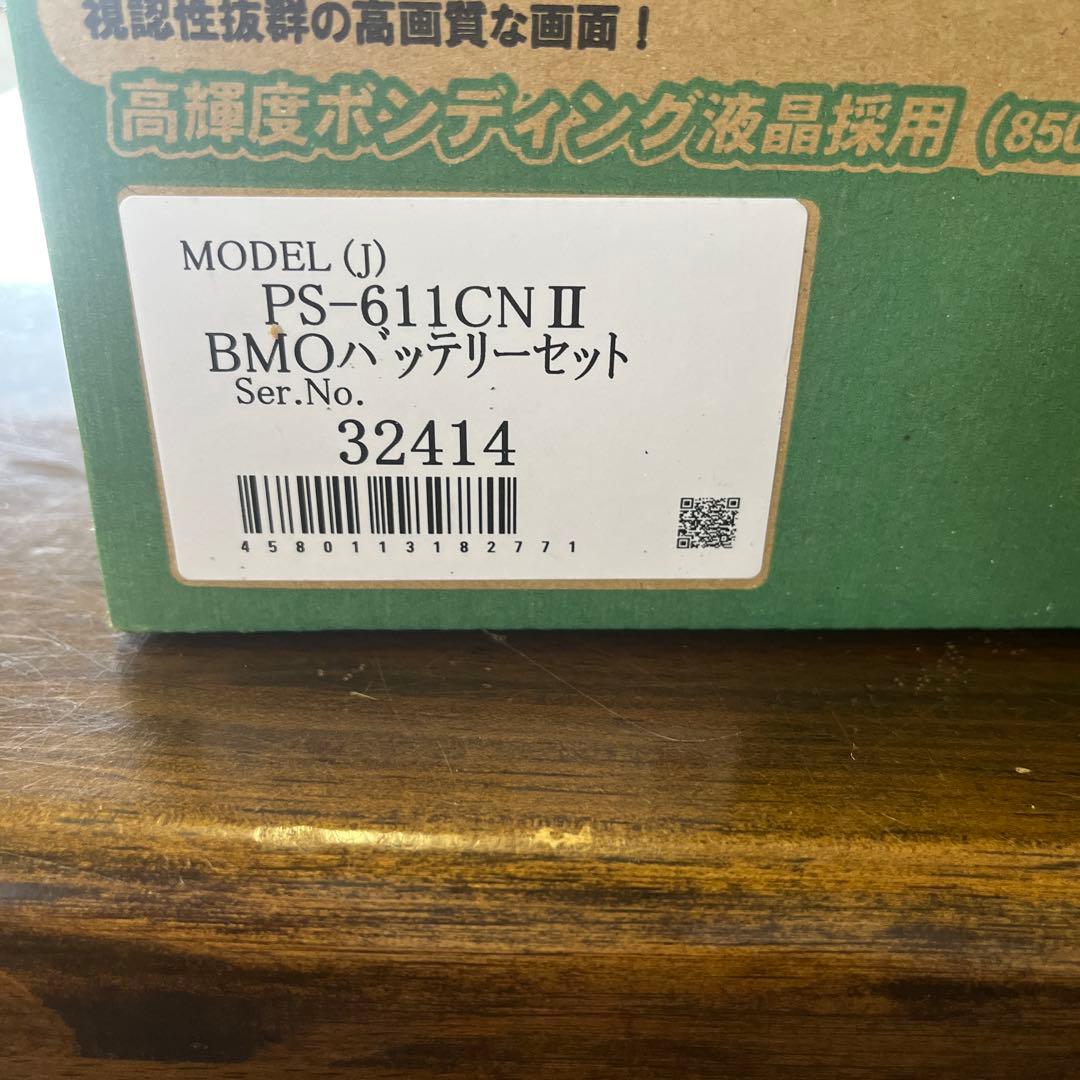 視認性抜群の高画質な画面！
高輝度ボンディング液晶採用（850
MODEL (J)
PS-611CNⅡ
BMOバッテリーセット
Ser.No.
32414
4580113182771